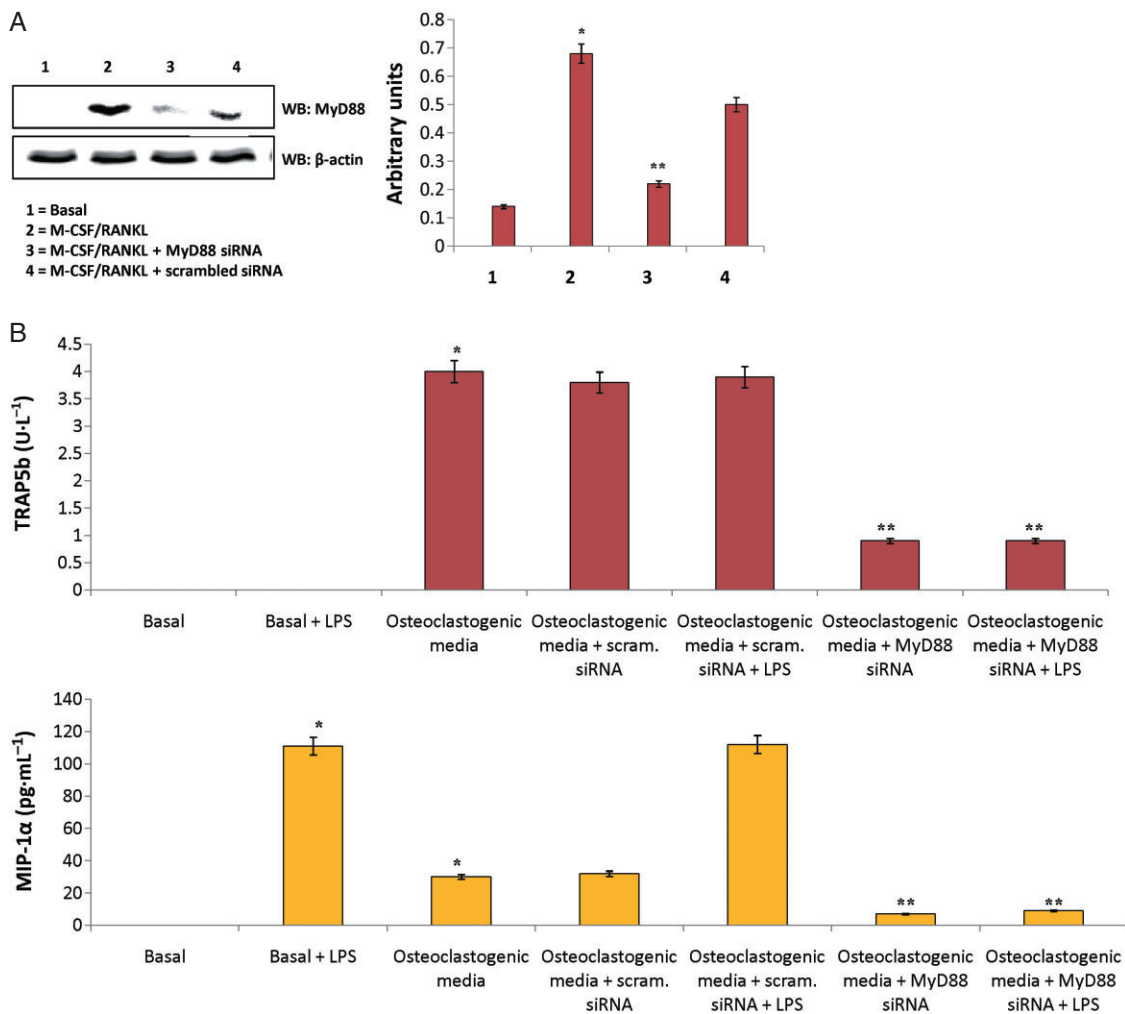 A
1 2 3 4
WB: MyD88
WB: β-actin
1 = Basal
2 = M-CSF/RANKL
3 = M-CSF/RANKL + MyD88 siRNA
4 = M-CSF/RANKL + scrambled siRNA
Arbitrary units
0.8
0.7
0.6
0.5
0.4
0.3
0.2
0.1
0
*
**
1 2 3 4
B
TRAP5b (U·L⁻¹)
4.5
4
3.5
3
2.5
2
1
0.5
0
*
** **
Basal
Basal + LPS
Osteoclastogenic
media
Osteoclastogenic
media + scram.
siRNA
Osteoclastogenic
media + scram.
siRNA + LPS
Osteoclastogenic
media + MyD88
siRNA
Osteoclastogenic
media + MyD88
siRNA + LPS
MIP-1α (pg·mL⁻¹)
140
120
100
80
60
40
20
0
*
*
** **
Basal
Basal + LPS
Osteoclastogenic
media
Osteoclastogenic
media + scram.
siRNA
Osteoclastogenic
media + scram.
siRNA + LPS
Osteoclastogenic
media + MyD88
siRNA
Osteoclastogenic
media + MyD88
siRNA + LPS